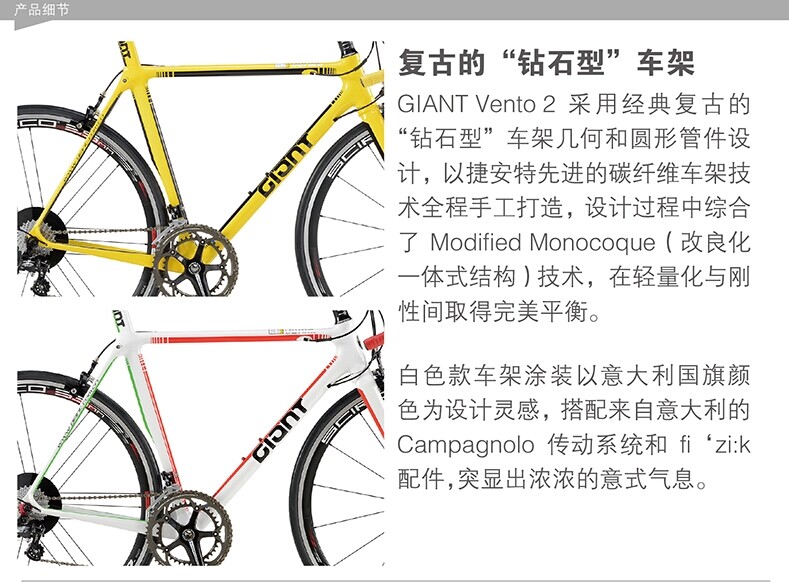 产品细节
复古的“钻石型”车架
GIANT Vento 2 采用经典复古的
“钻石型”车架几何和圆形管件设
计，以捷安特先进的碳纤维车架技
术全程手工打造，设计过程中综合
了 Modified Monocoque（改良化
一体式结构）技术，在轻量化与刚
性间取得完美平衡。
白色款车架涂装以意大利国旗颜
色为设计灵感，搭配来自意大利的
Campagnolo 传动系统和 fi‘zi:k
配件,突显出浓浓的意式气息。
GIANT
GIANT